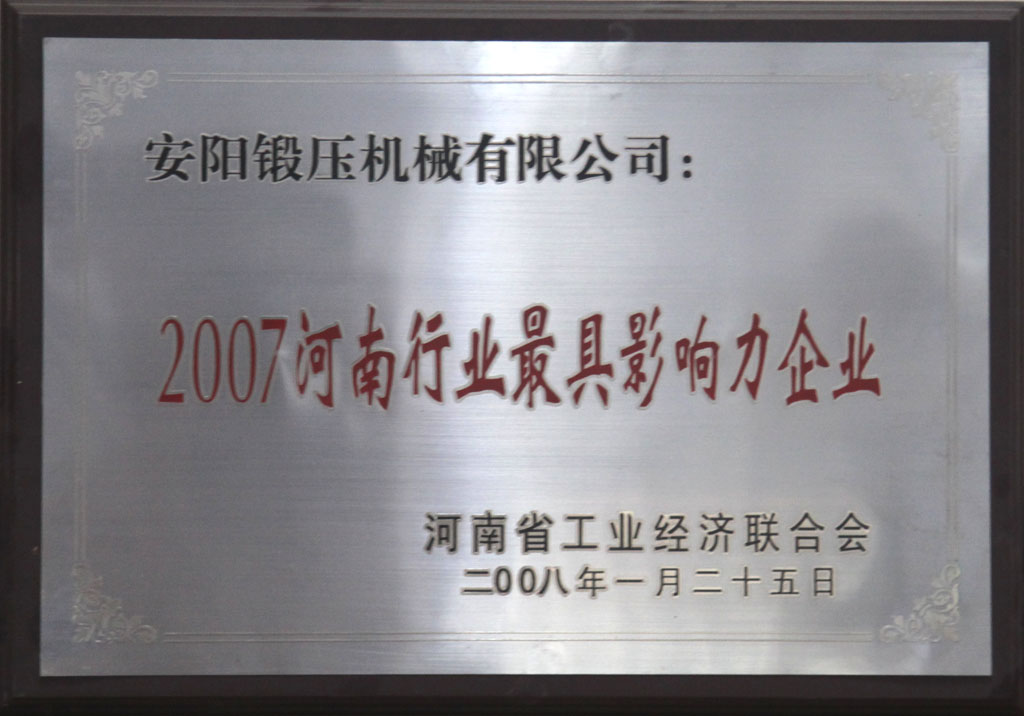 安阳锻压机械有限公司：
2007河南行业最具影响力企业
河南省工业经济联合会
二00八年一月二十五日